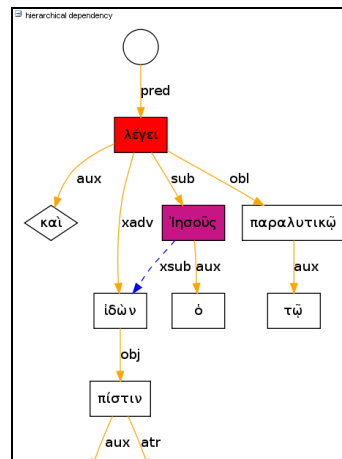 hierarchical dependency
pred
λέγει
aux
xadv
sub
obl
καὶ
Ἰησοῦς
παραλυτικῷ
xsub
aux
aux
ἰδὼν
ὁ
τῷ
obj
πίστιν
aux
atr